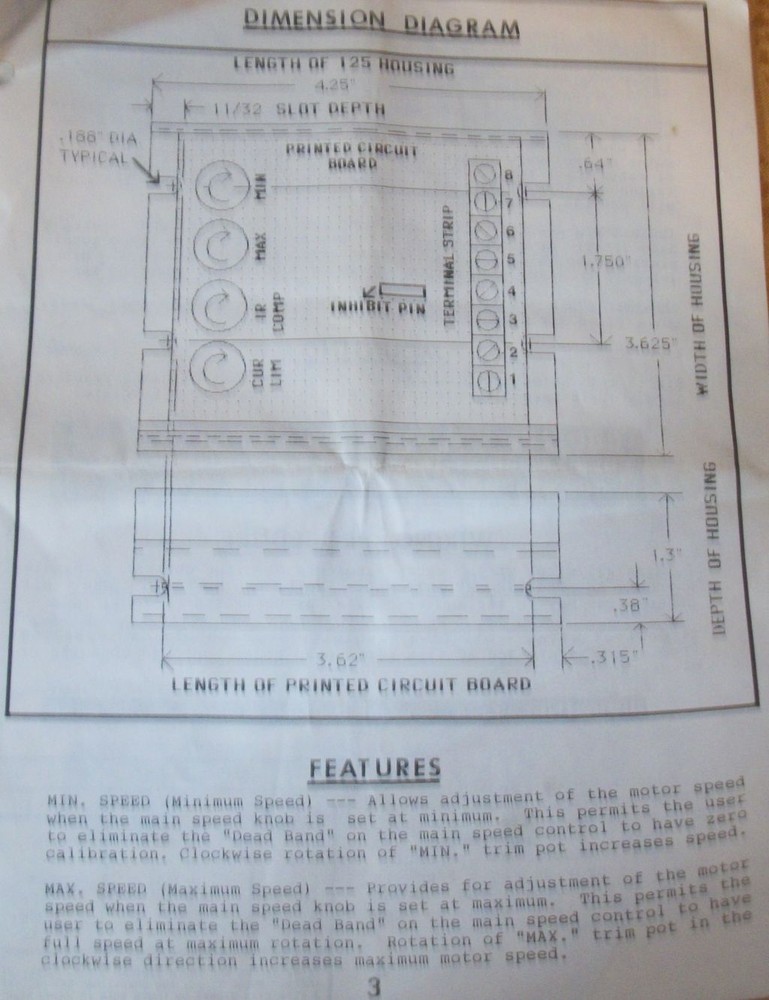 DIMENSION DIAGRAM
LENGTH OF 125 HOUSING
4.25"
11/32 SLOT DEPTH
.188" DIA
TYPICAL
PRINTED CIRCUIT
BOARD
.64"
MIN
MAX
IR
COMP
CUR
LIM
INHIBIT PIN
TERMINAL STRIP
8
7
6
5
4
3
2
1
1.750"
3.625"
WIDTH OF HOUSING
1.3"
.38"
DEPTH OF HOUSING
3.62"
.315"
LENGTH OF PRINTED CIRCUIT BOARD
FEATURES
MIN. SPEED (Minimum Speed) --- Allows adjustment of the motor speed
when the main speed knob is set at minimum. This permits the user
to eliminate the "Dead Band" on the main speed control to have zero
calibration. Clockwise rotation of "MIN." trim pot increases speed.
MAX. SPEED (Maximum Speed) --- Provides for adjustment of the motor
speed when the main speed knob is set at maximum. This permits the
user to eliminate the "Dead Band" on the main speed control to have
full speed at maximum rotation. Rotation of "MAX." trim pot in the
clockwise direction increases maximum motor speed.
3